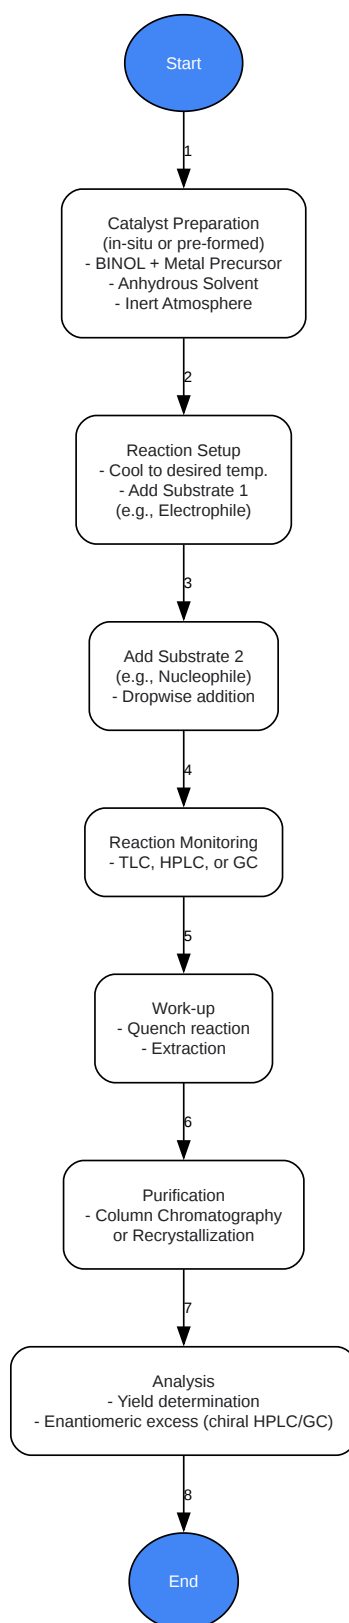 Start
1
Catalyst Preparation
(in-situ or pre-formed)
- BINOL + Metal Precursor
- Anhydrous Solvent
- Inert Atmosphere
2
Reaction Setup
- Cool to desired temp.
- Add Substrate 1
(e.g., Electrophile)
3
Add Substrate 2
(e.g., Nucleophile)
- Dropwise addition
4
Reaction Monitoring
- TLC, HPLC, or GC
5
Work-up
- Quench reaction
- Extraction
6
Purification
- Column Chromatography
or Recrystallization
7
Analysis
- Yield determination
- Enantiomeric excess (chiral HPLC/GC)
8
End